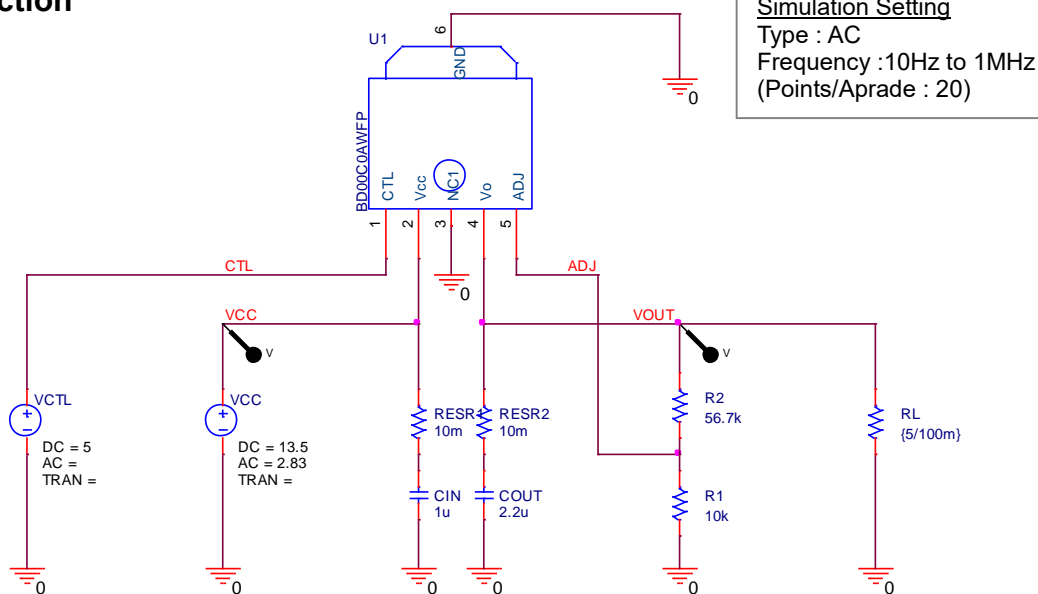 ction
Simulation Setting
Type : AC
Frequency :10Hz to 1MHz
(Points/Aprade : 20)
U1
6
GND
0
BD00C0AWFP
CTL
Vcc
NC1
Vo
ADJ
1
2
3
4
5
CTL
0
ADJ
VCC
VOUT
V
V
VCTL
DC = 5
AC =
TRAN =
VCC
DC = 13.5
AC = 2.83
TRAN =
RESR1
10m
RESR2
10m
R2
56.7k
RL
{5/100m}
CIN
1u
COUT
2.2u
R1
10k
0
0
0
0
0
0